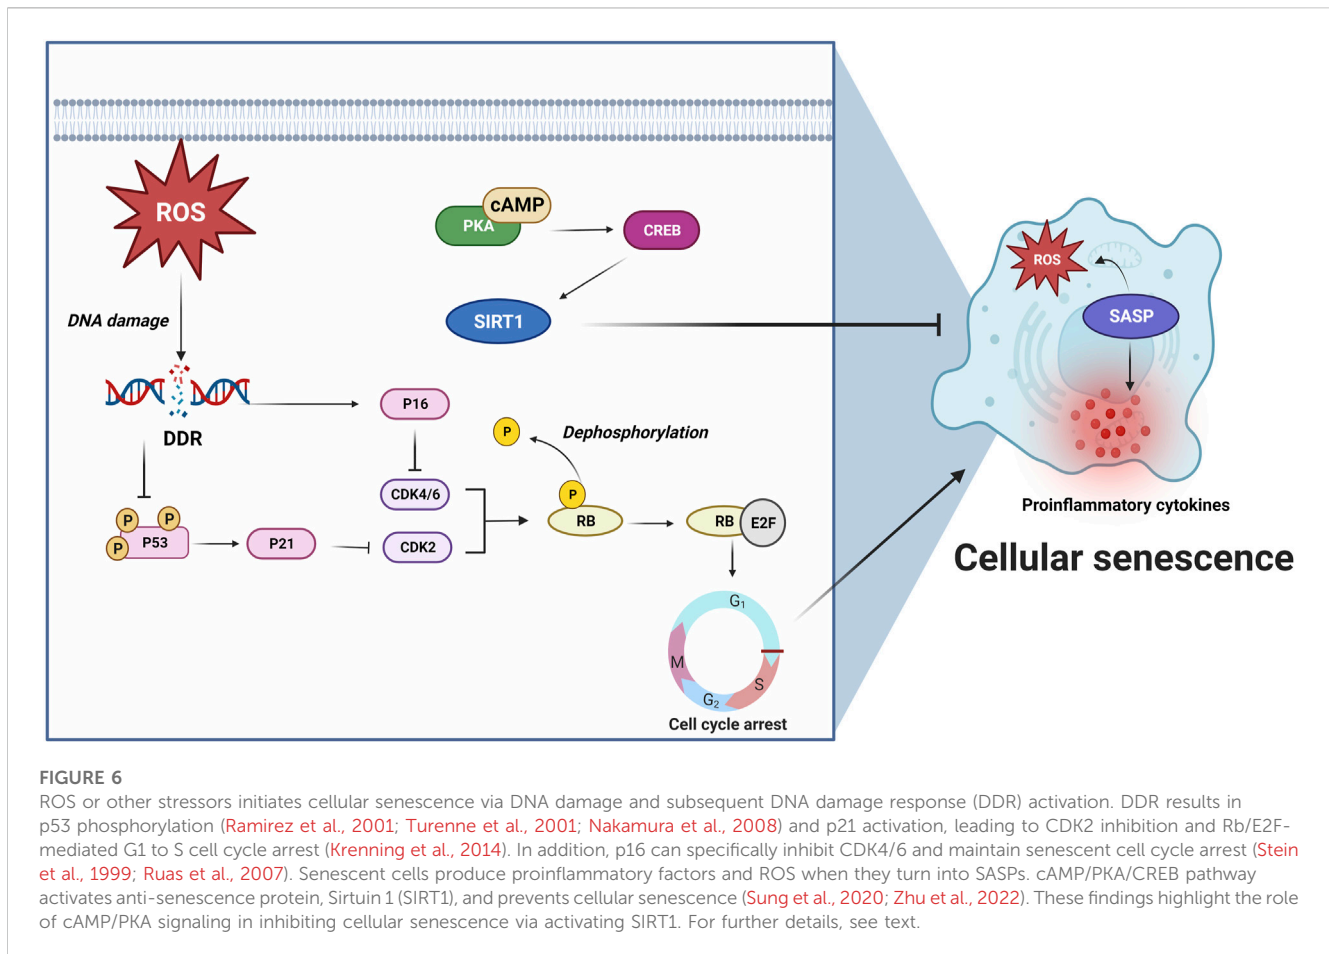 ROS
cAMP
PKA
CREB
SIRT1
DNA damage
DDR
P16
P
Dephosphorylation
CDK4/6
P
RB
RB
E2F
P
P
P
P53
P21
CDK2
G1
S
G2
M
Cell cycle arrest
ROS
SASP
Proinflammatory cytokines
Cellular senescence
FIGURE 6
ROS or other stressors initiates cellular senescence via DNA damage and subsequent DNA damage response (DDR) activation. DDR results in
p53 phosphorylation (Ramirez et al., 2001; Turenne et al., 2001; Nakamura et al., 2008) and p21 activation, leading to CDK2 inhibition and Rb/E2F-
mediated G1 to S cell cycle arrest (Krenning et al., 2014). In addition, p16 can specifically inhibit CDK4/6 and maintain senescent cell cycle arrest (Stein
et al., 1999; Ruas et al., 2007). Senescent cells produce proinflammatory factors and ROS when they turn into SASPs. cAMP/PKA/CREB pathway
activates anti-senescence protein, Sirtuin 1 (SIRT1), and prevents cellular senescence (Sung et al., 2020; Zhu et al., 2022). These findings highlight the role
of cAMP/PKA signaling in inhibiting cellular senescence via activating SIRT1. For further details, see text.